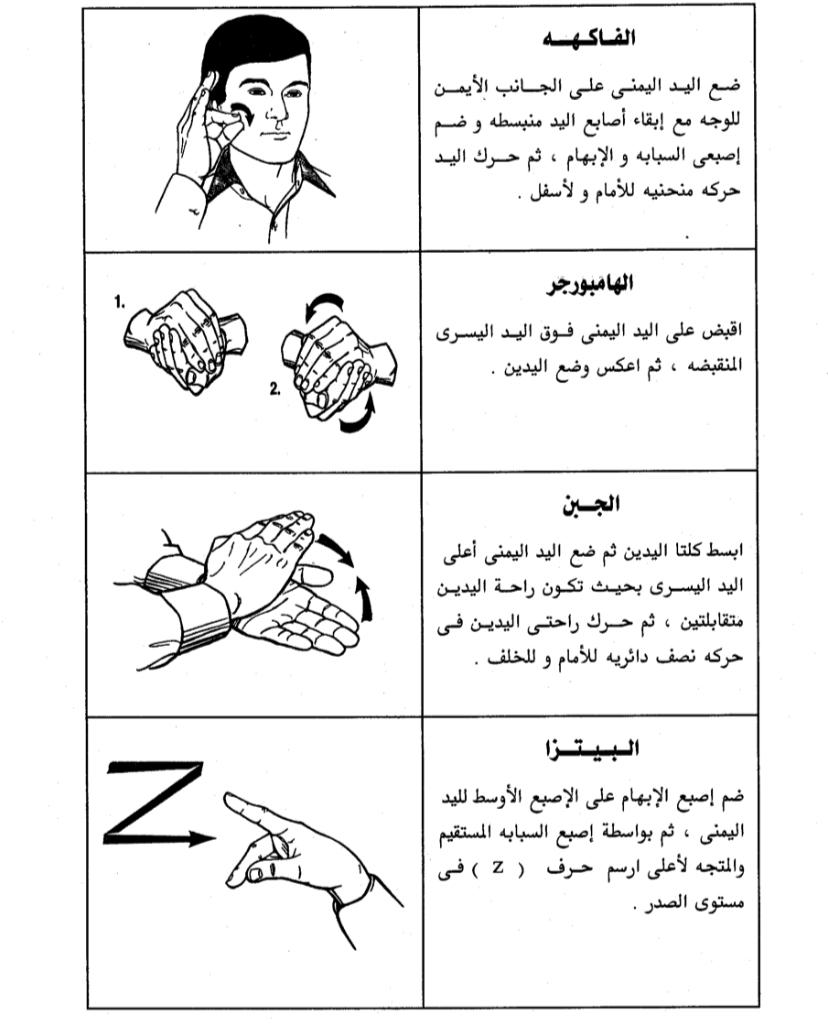 الفاكهه
ضع اليد اليمنى على الجانب الأيمن
للوجه مع إبقاء أصابع اليد منبسطه و ضم
إصبعى السبابه و الإبهام ، ثم حرك اليد
حركه منحنيه للأمام و لأسفل .
الهامبورجر
اقبض على اليد اليمنى فوق اليد اليسرى
المنقبضه ، ثم اعكس وضع اليدين .
1.
2.
الجبن
ابسط كلتا اليدين ثم ضع اليد اليمنى أعلى
اليد اليسرى بحيث تكون راحة اليدين
متقابلتين ، ثم حرك راحتى اليدين فى
حركه نصف دائريه للأمام و للخلف .
البيتزا
ضم إصبع الإبهام على الإصبع الأوسط لليد
اليمنى ، ثم بواسطة إصبع السبابه المستقيم
والمتجه لأعلى ارسم حرف ( Z ) فى
مستوى الصدر .
Z